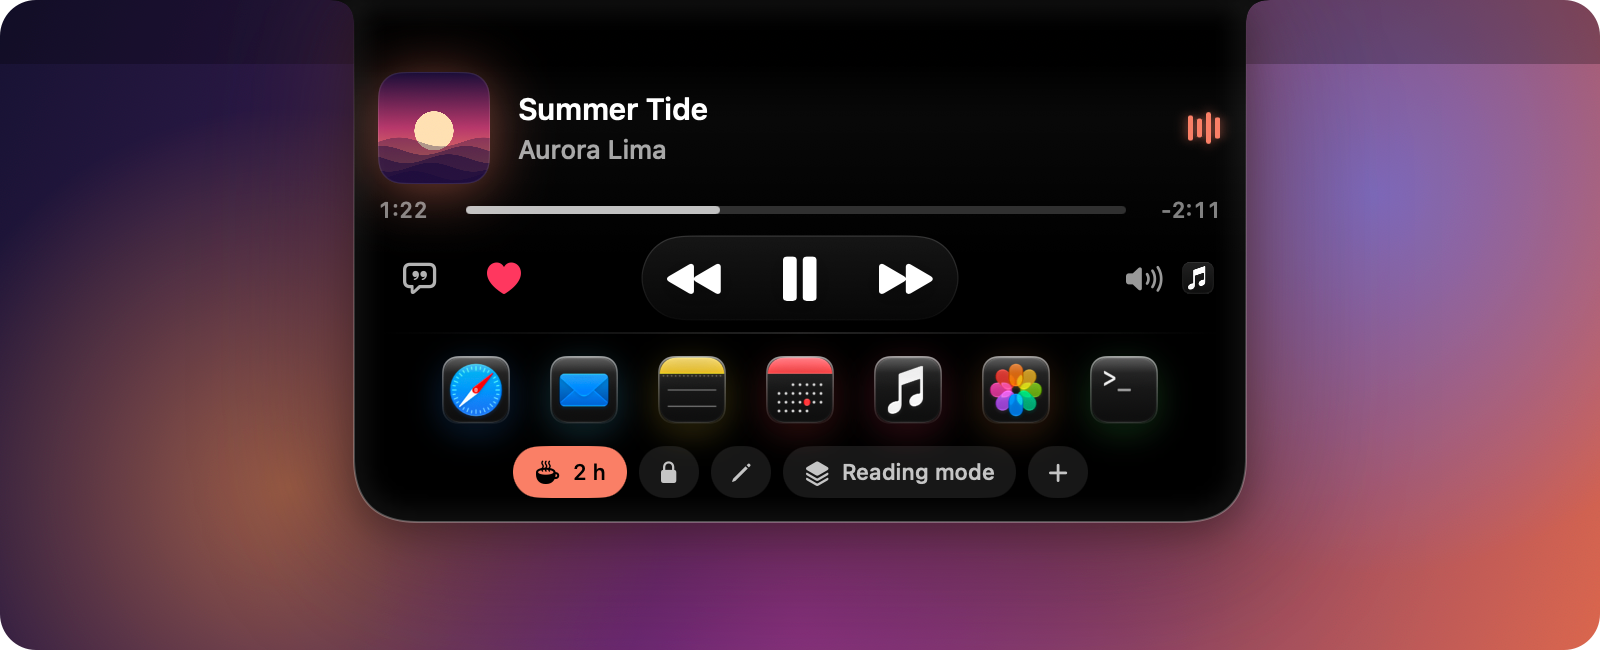 Summer Tide
Aurora Lima
1:22
-2:11
>_
2 h
Reading mode